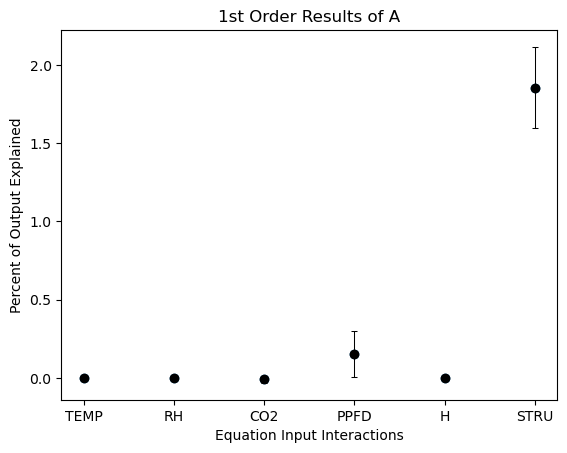 1st Order Results of A
Percent of Output Explained
2.0
1.5
1.0
0.5
0.0
TEMP RH CO2 PPFD H STRU
Equation Input Interactions